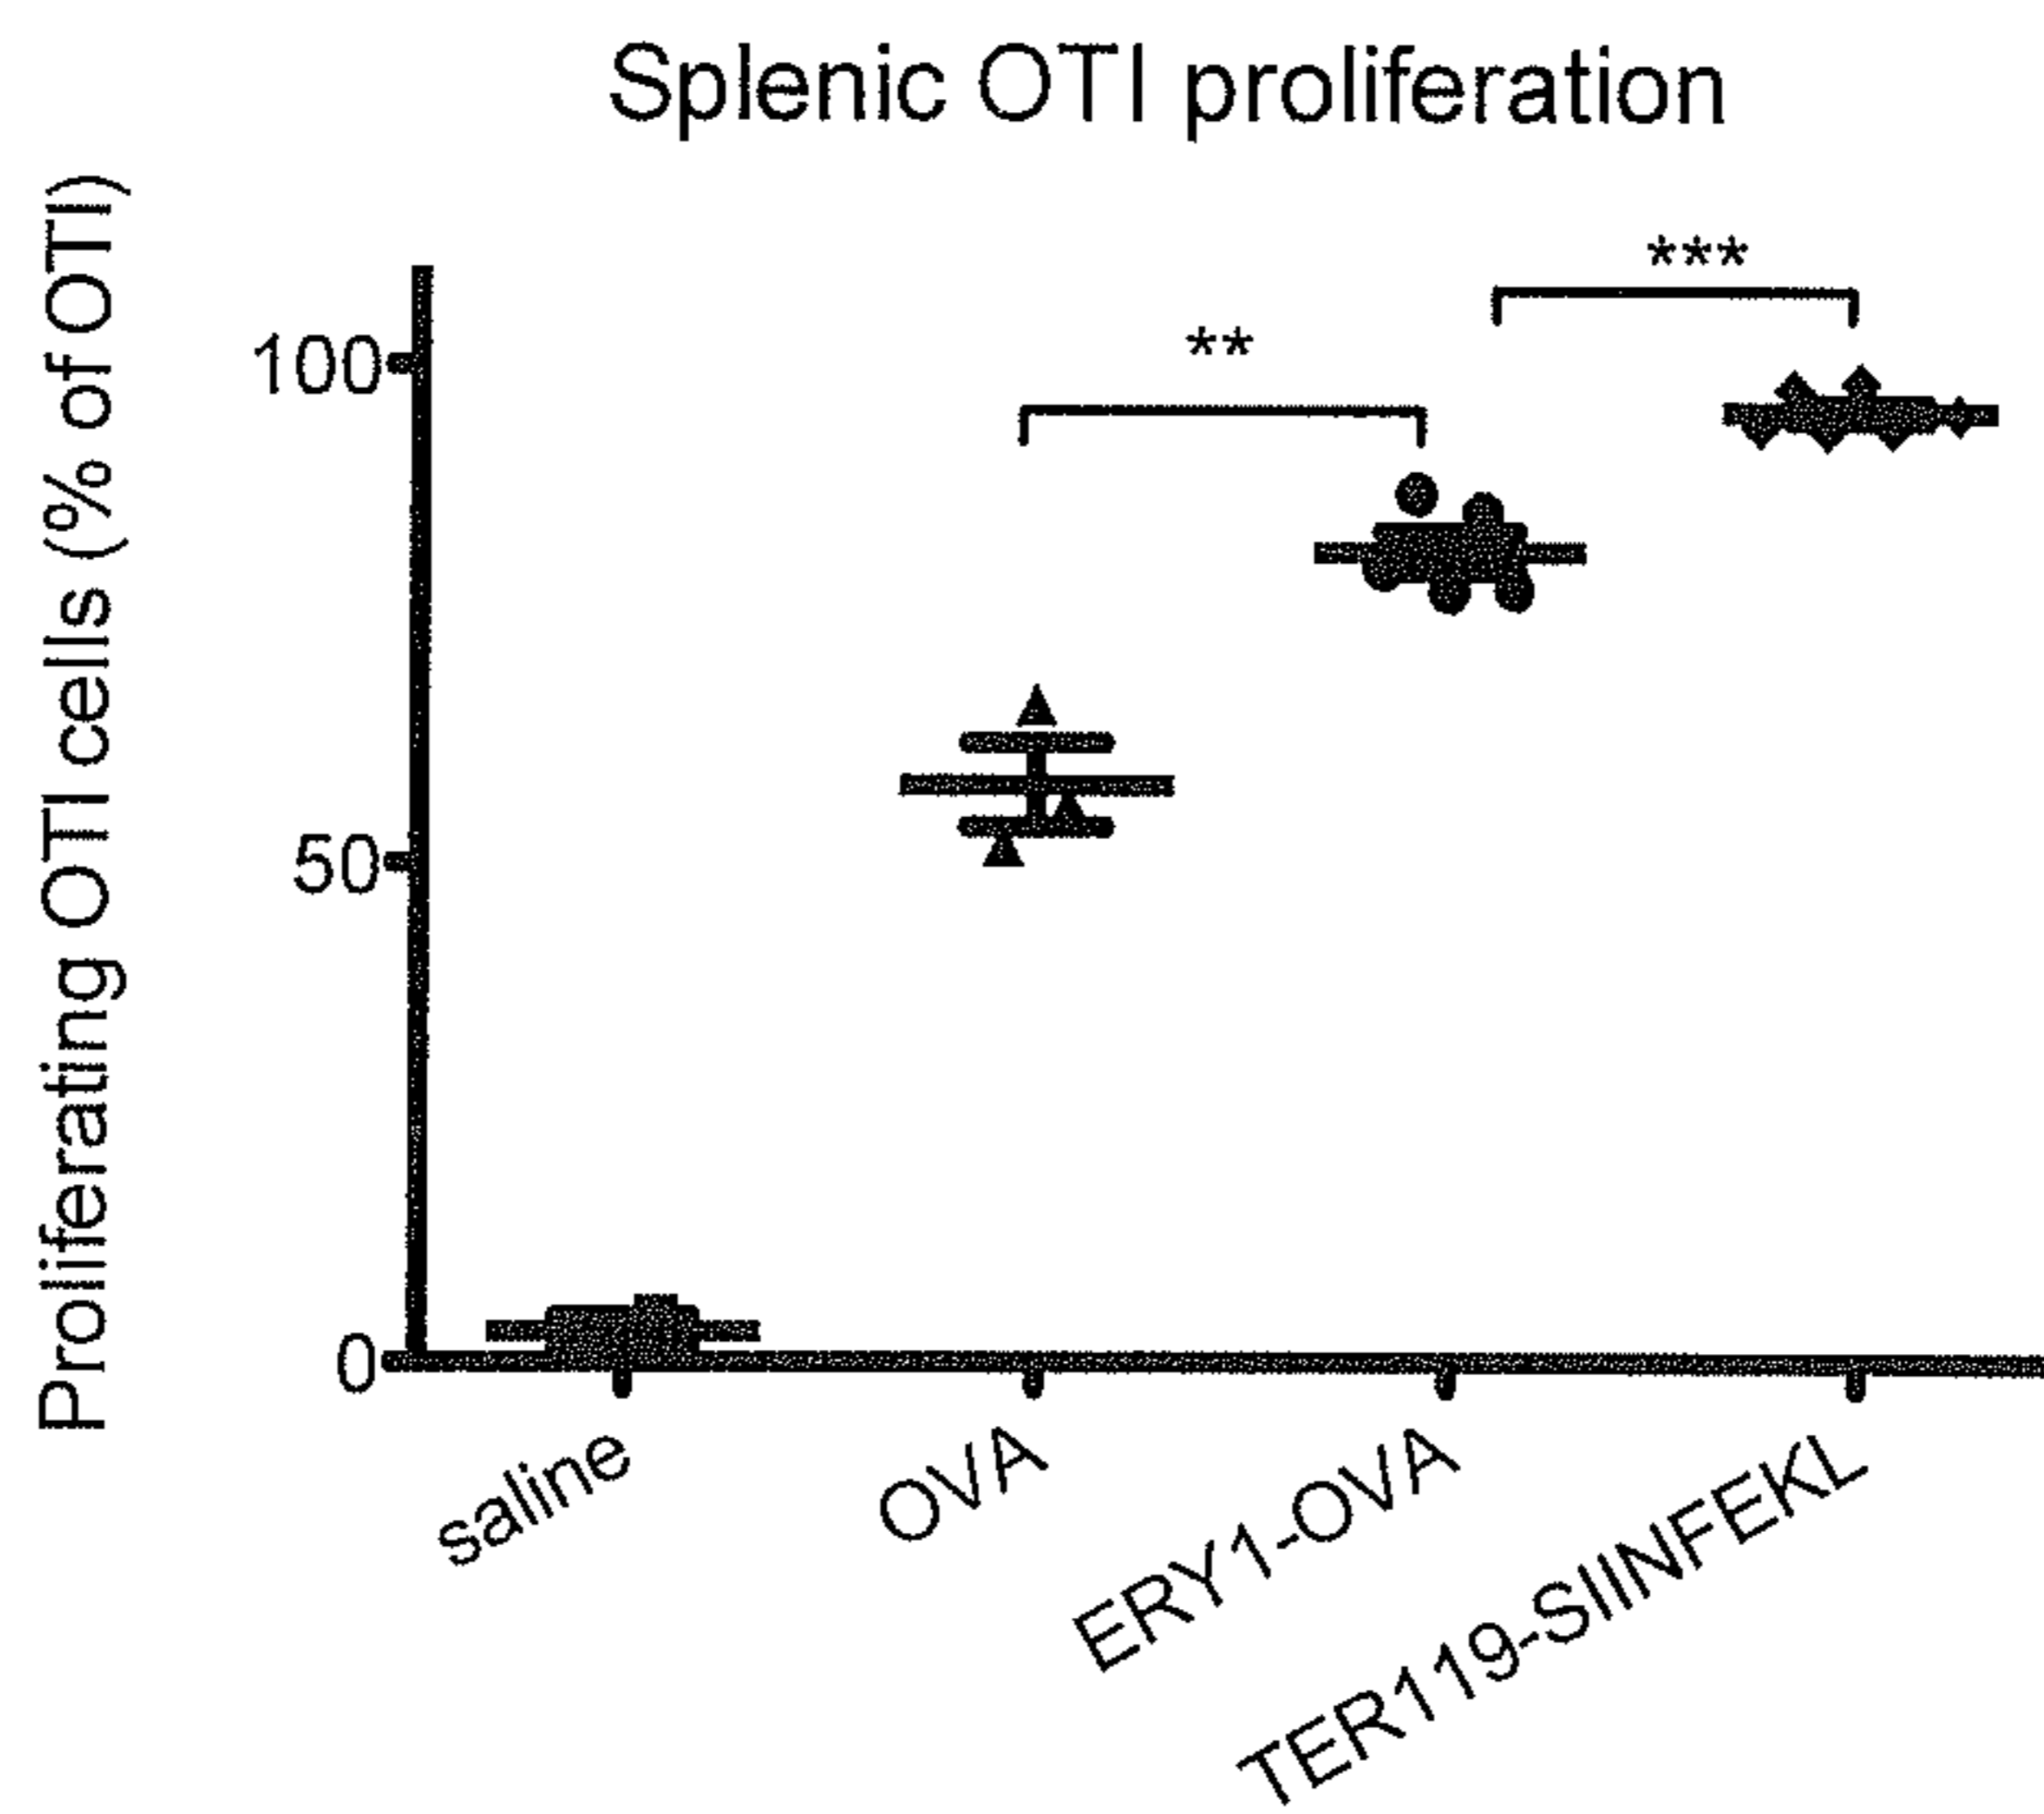 Splenic OTI proliferation
Proliferating OTI cells (% of OTI)
100
50
0
**
***
saline
OVA
ERY1-OVA
TER119-SIINFEKL